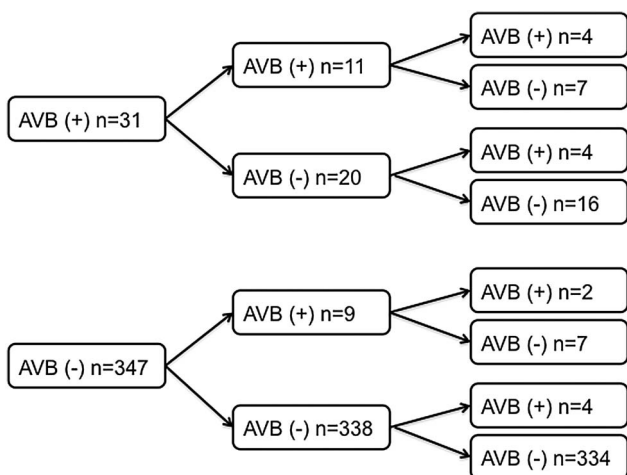 AVB (+) n=4
AVB (+) n=11
AVB (-) n=7
AVB (+) n=31
AVB (+) n=4
AVB (-) n=20
AVB (-) n=16
AVB (+) n=2
AVB (+) n=9
AVB (-) n=7
AVB (-) n=347
AVB (+) n=4
AVB (-) n=338
AVB (-) n=334